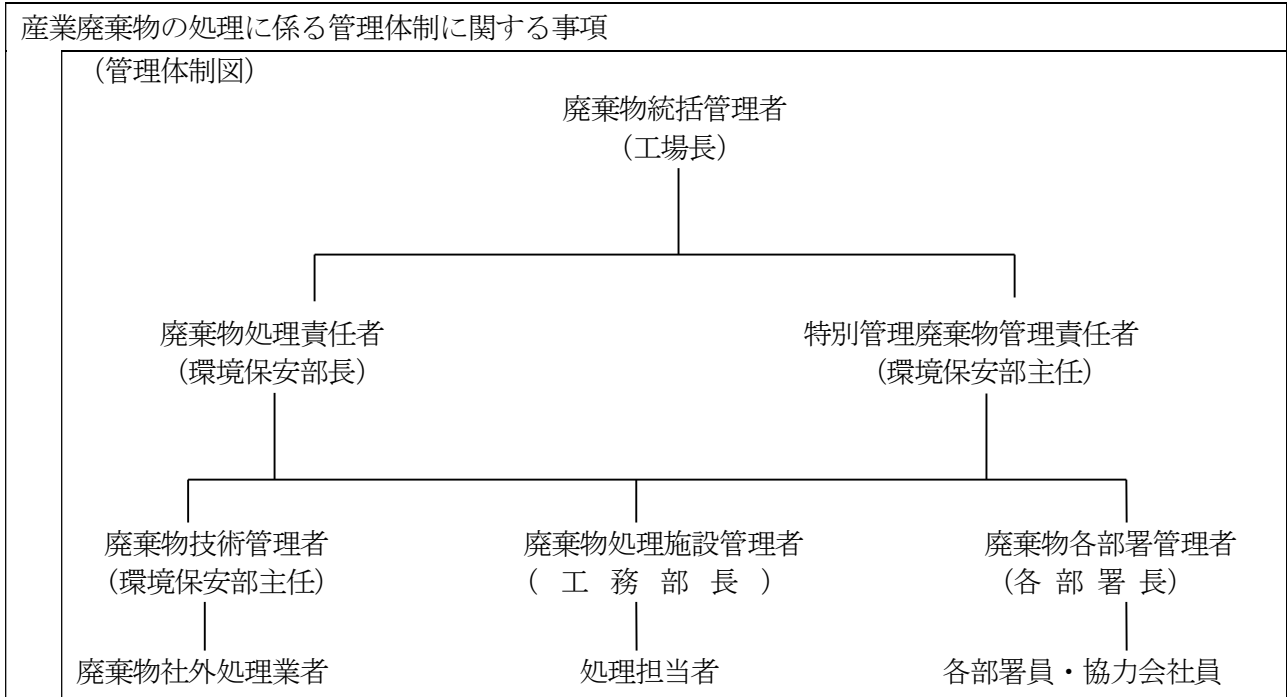 産業廃棄物の処理に係る管理体制に関する事項
（管理体制図）
廃棄物統括管理者
（工場長）
廃棄物処理責任者
（環境保安部長）
特別管理廃棄物管理責任者
（環境保安部主任）
廃棄物技術管理者
（環境保安部主任）
廃棄物処理施設管理者
（ 工 務 部 長 ）
廃棄物各部署管理者
（各 部 署 長）
廃棄物社外処理業者
処理担当者
各部署員・協力会社員